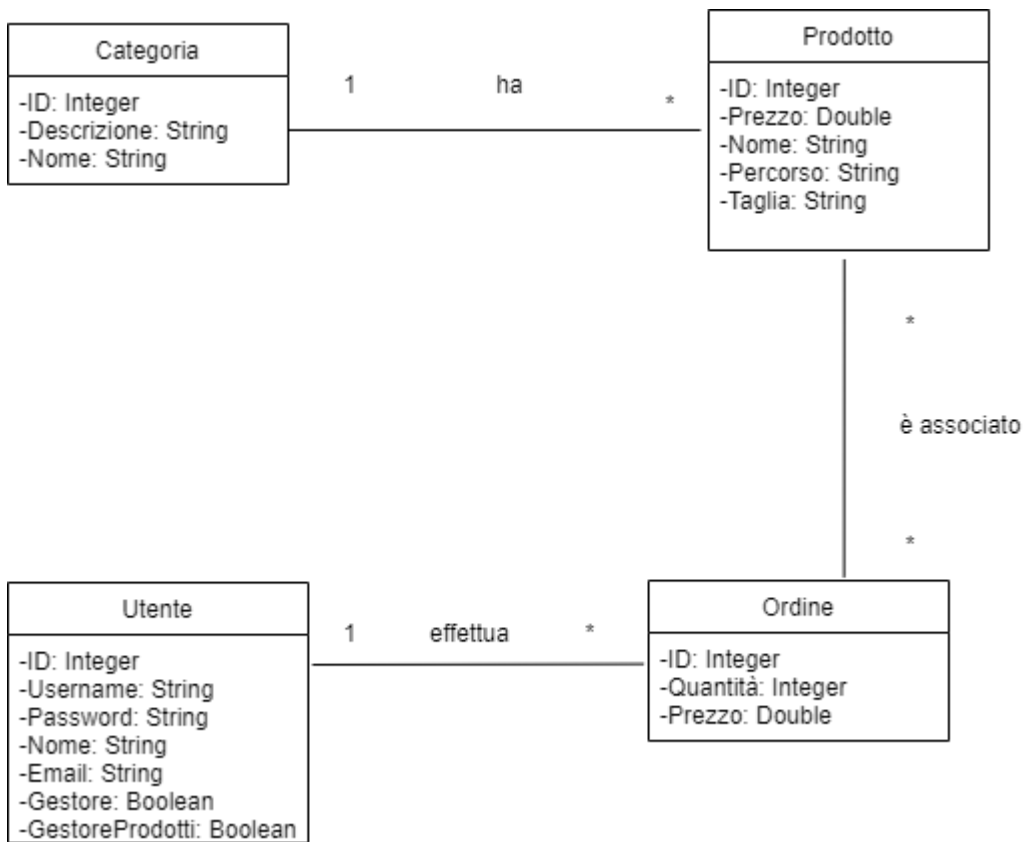 Categoria
-ID: Integer
-Descrizione: String
-Nome: String
1
ha
*
Prodotto
-ID: Integer
-Prezzo: Double
-Nome: String
-Percorso: String
-Taglia: String
*
è associato
*
Utente
-ID: Integer
-Username: String
-Password: String
-Nome: String
-Email: String
-Gestore: Boolean
-GestoreProdotti: Boolean
1
effettua
*
Ordine
-ID: Integer
-Quantità: Integer
-Prezzo: Double